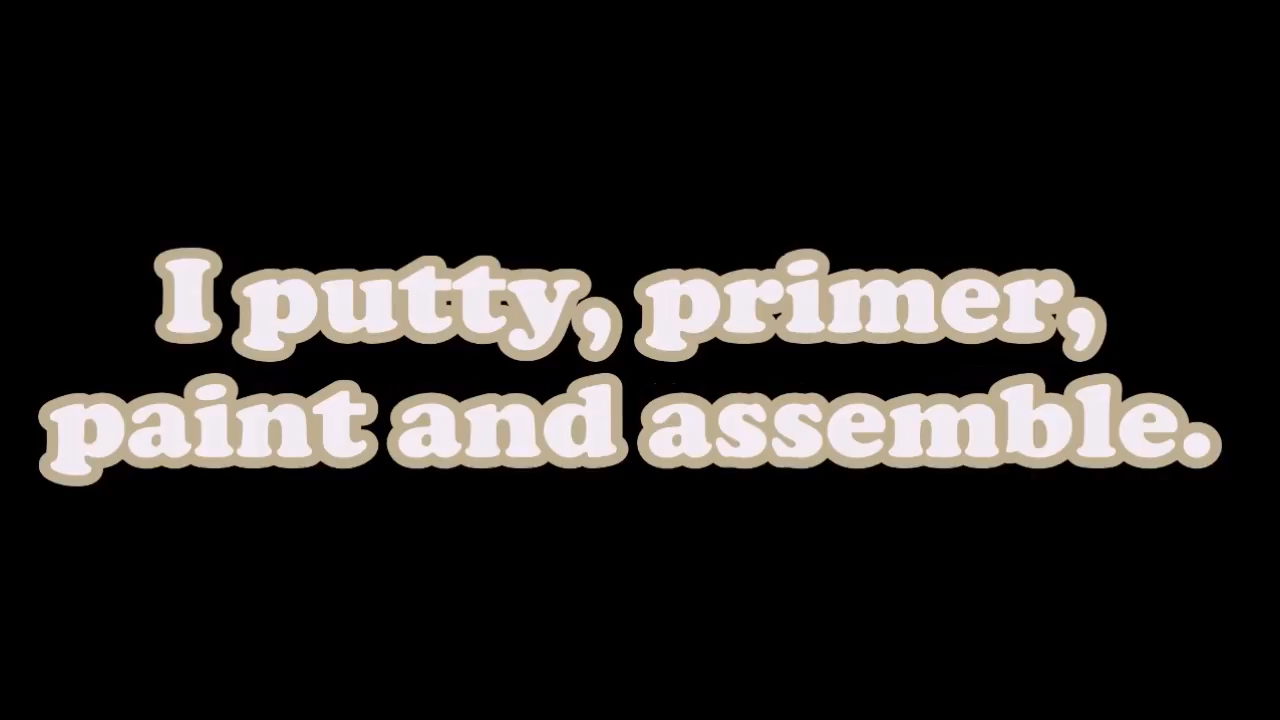 I putty, primer,
paint and assemble.